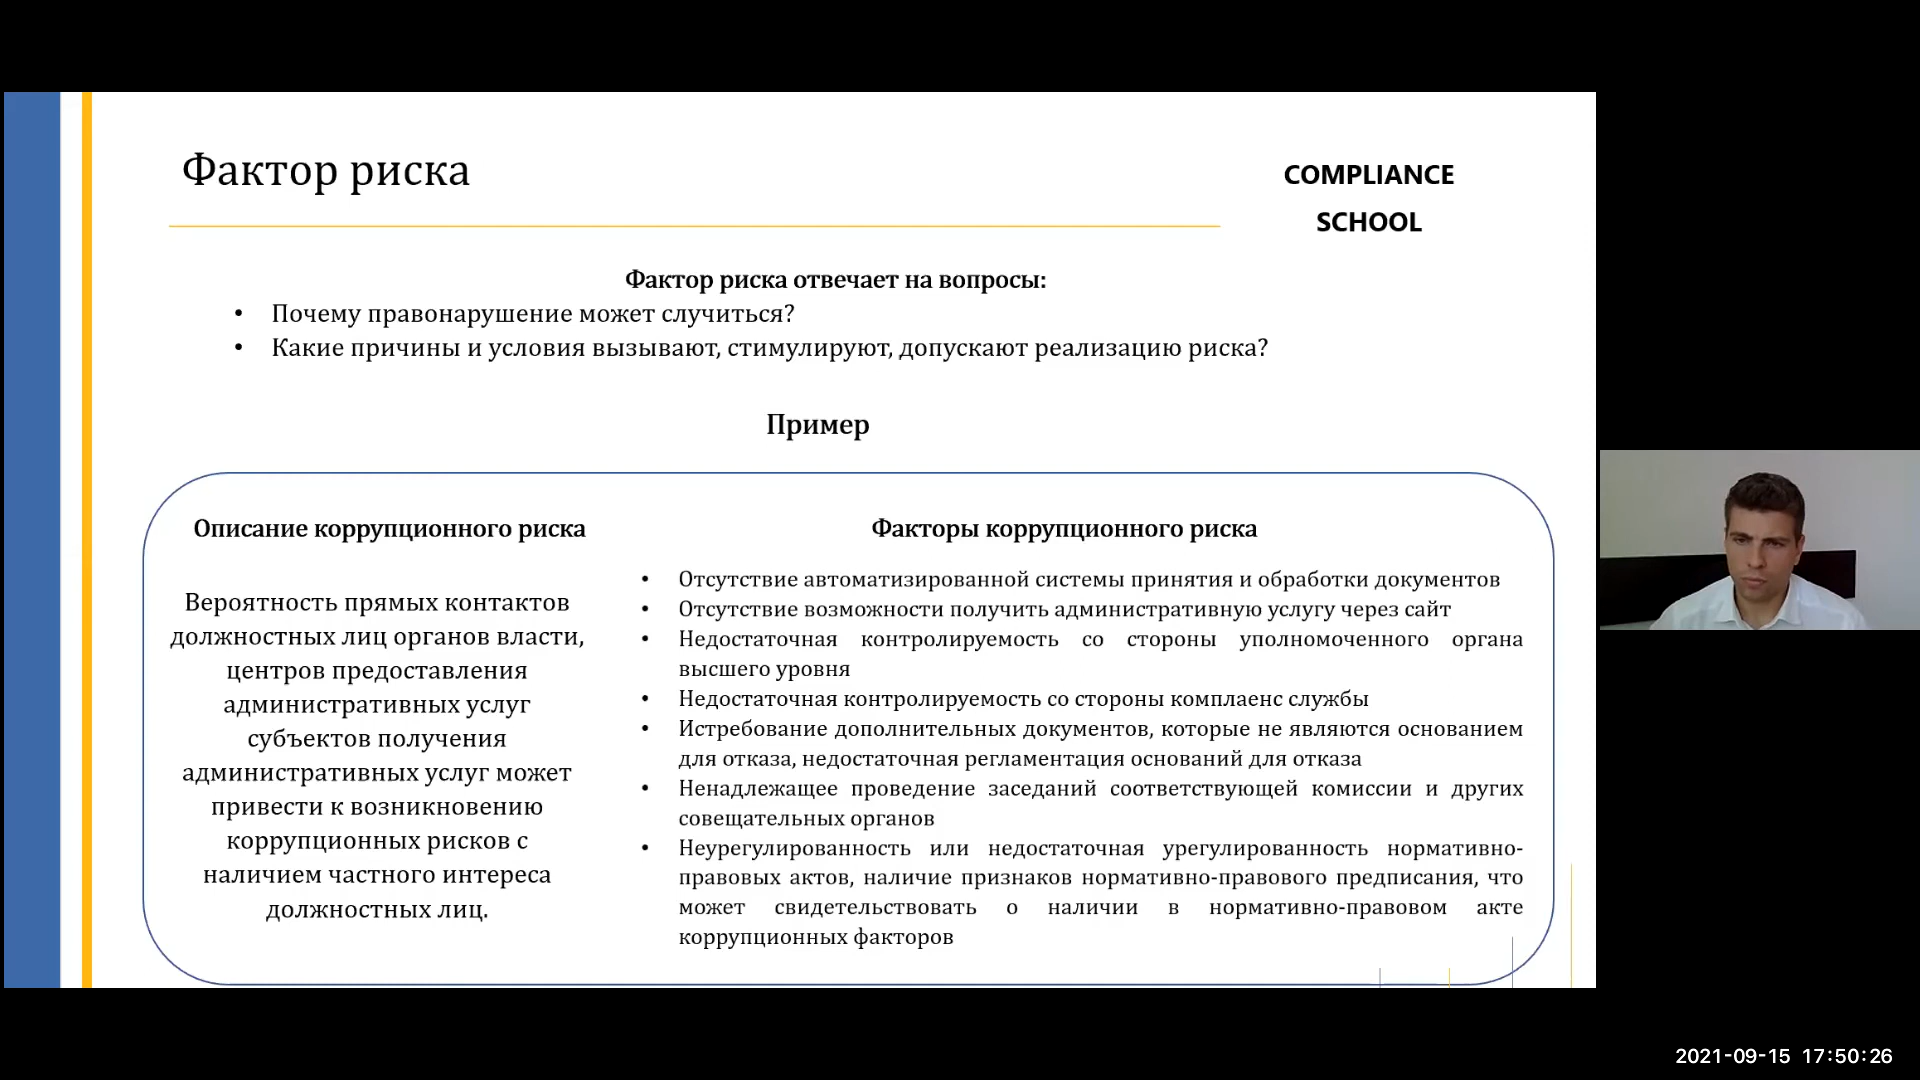 Фактор риска
COMPLIANCE
SCHOOL
Фактор риска отвечает на вопросы:
• Почему правонарушение может случиться?
• Какие причины и условия вызывают, стимулируют, допускают реализацию риска?
Пример
Описание коррупционного риска
Вероятность прямых контактов
должностных лиц органов власти,
центров предоставления
административных услуг
субъектов получения
административных услуг может
привести к возникновению
коррупционных рисков с
наличием частного интереса
должностных лиц.
Факторы коррупционного риска
• Отсутствие автоматизированной системы принятия и обработки документов
• Отсутствие возможности получить административную услугу через сайт
• Недостаточная контролируемость со стороны уполномоченного органа
высшего уровня
• Недостаточная контролируемость со стороны комплаенс службы
• Истребование дополнительных документов, которые не являются основанием
для отказа, недостаточная регламентация оснований для отказа
• Ненадлежащее проведение заседаний соответствующей комиссии и других
совещательных органов
• Неурегулированность или недостаточная урегулированность нормативно-
правовых актов, наличие признаков нормативно-правового предписания, что
может свидетельствовать о наличии в нормативно-правовом акте
коррупционных факторов
2021-09-15 17:50:26